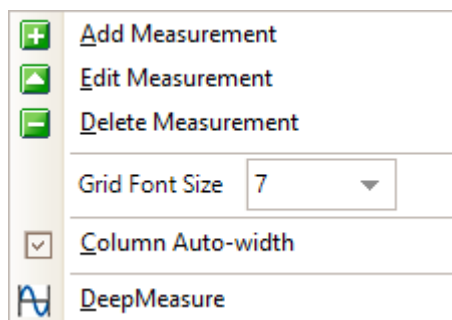 Add Measurement
Edit Measurement
Delete Measurement
Grid Font Size 7
Column Auto-width
DeepMeasure